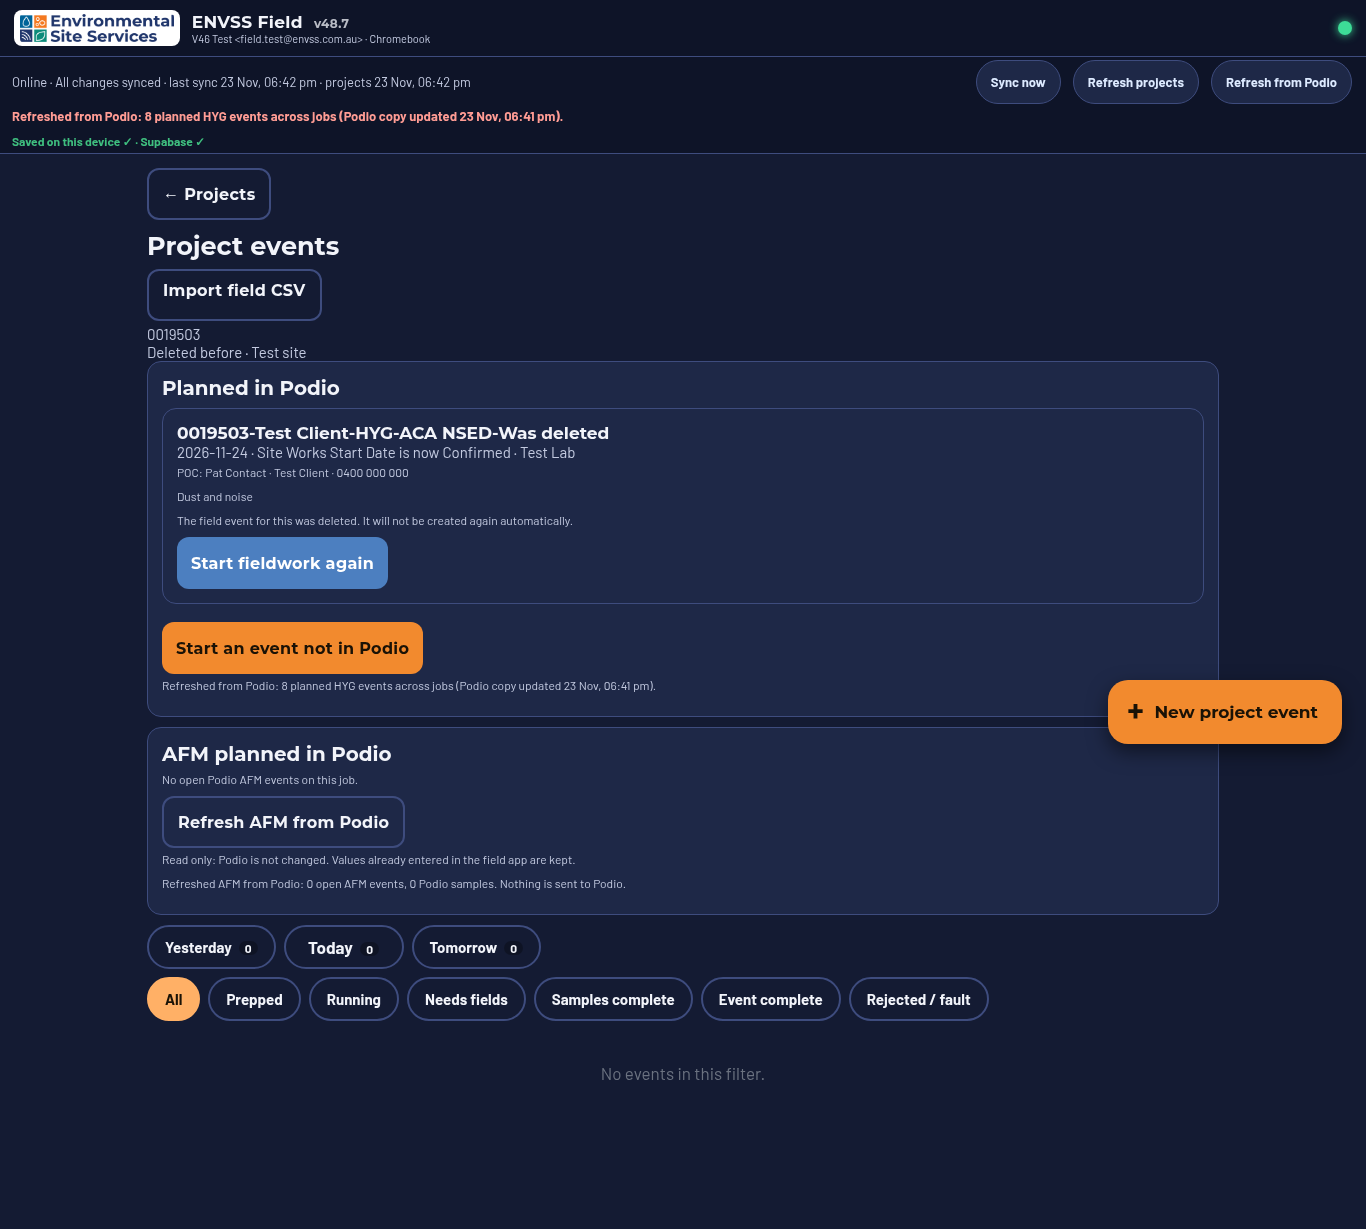 Environmental
Site Services
ENVSS Field v48.7
V46 Test <field.test@envss.com.au> · Chromebook
Online · All changes synced · last sync 23 Nov, 06:42 pm · projects 23 Nov, 06:42 pm
Sync now
Refresh projects
Refresh from Podio
Refreshed from Podio: 8 planned HYG events across jobs (Podio copy updated 23 Nov, 06:41 pm).
Saved on this device ✓ · Supabase ✓
← Projects
Project events
Import field CSV
0019503
Deleted before · Test site
Planned in Podio
0019503-Test Client-HYG-ACA NSED-Was deleted
2026-11-24 · Site Works Start Date is now Confirmed · Test Lab
POC: Pat Contact · Test Client · 0400 000 000
Dust and noise
The field event for this was deleted. It will not be created again automatically.
Start fieldwork again
Start an event not in Podio
Refreshed from Podio: 8 planned HYG events across jobs (Podio copy updated 23 Nov, 06:41 pm).
+ New project event
AFM planned in Podio
No open Podio AFM events on this job.
Refresh AFM from Podio
Read only: Podio is not changed. Values already entered in the field app are kept.
Refreshed AFM from Podio: 0 open AFM events, 0 Podio samples. Nothing is sent to Podio.
Yesterday 0
Today 0
Tomorrow 0
All
Prepped
Running
Needs fields
Samples complete
Event complete
Rejected / fault
No events in this filter.